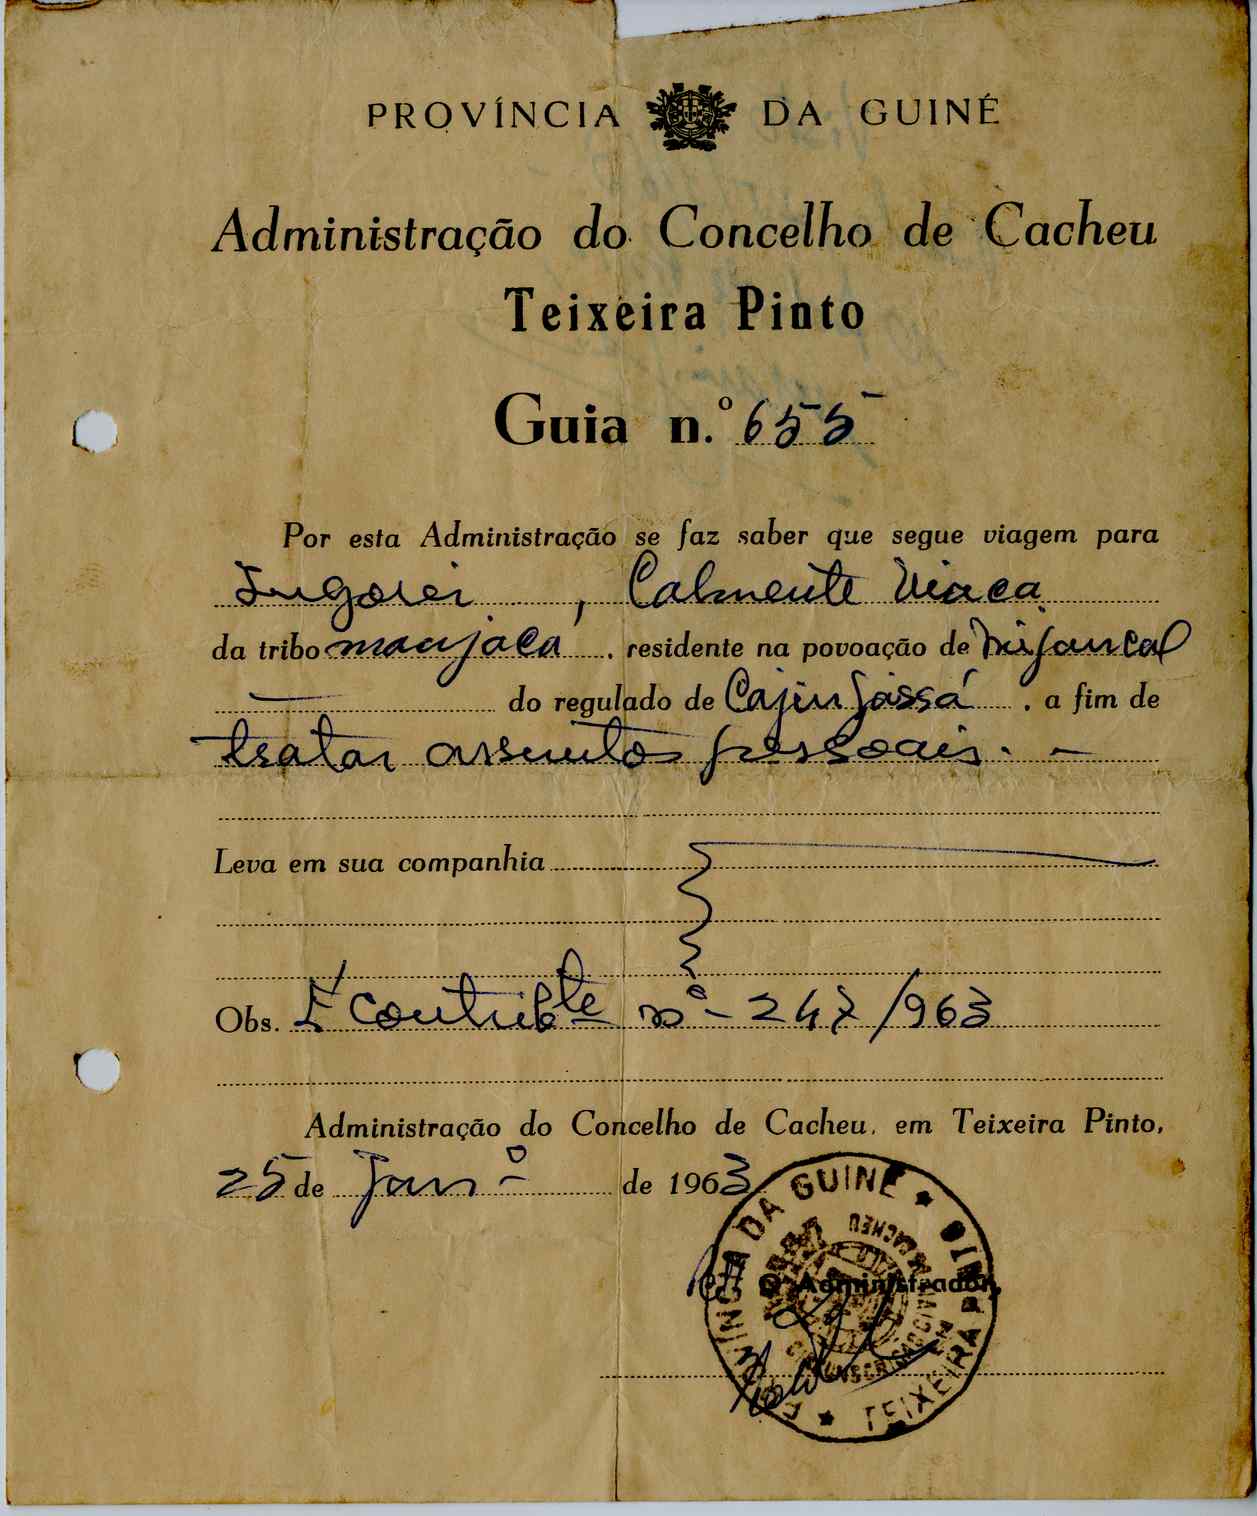 PROVÍNCIA DA GUINÉ
Administração do Concelho de Cacheu
Teixeira Pinto
Guia n.º 655
Por esta Administração se faz saber que segue viagem para
Ingorei, Calmente
da tribo manjaca, residente na povoação de
do regulado de a fim de
tratar assuntos pessoais. —
Leva em sua companhia
Obs. É contribte nº - 247/963
Administração do Concelho de Cacheu, em Teixeira Pinto,
25 de Janº de 1963
O Administrador,
PROVÍNCIA DA GUINÉ ★ TEIXEIRA PINTO ★